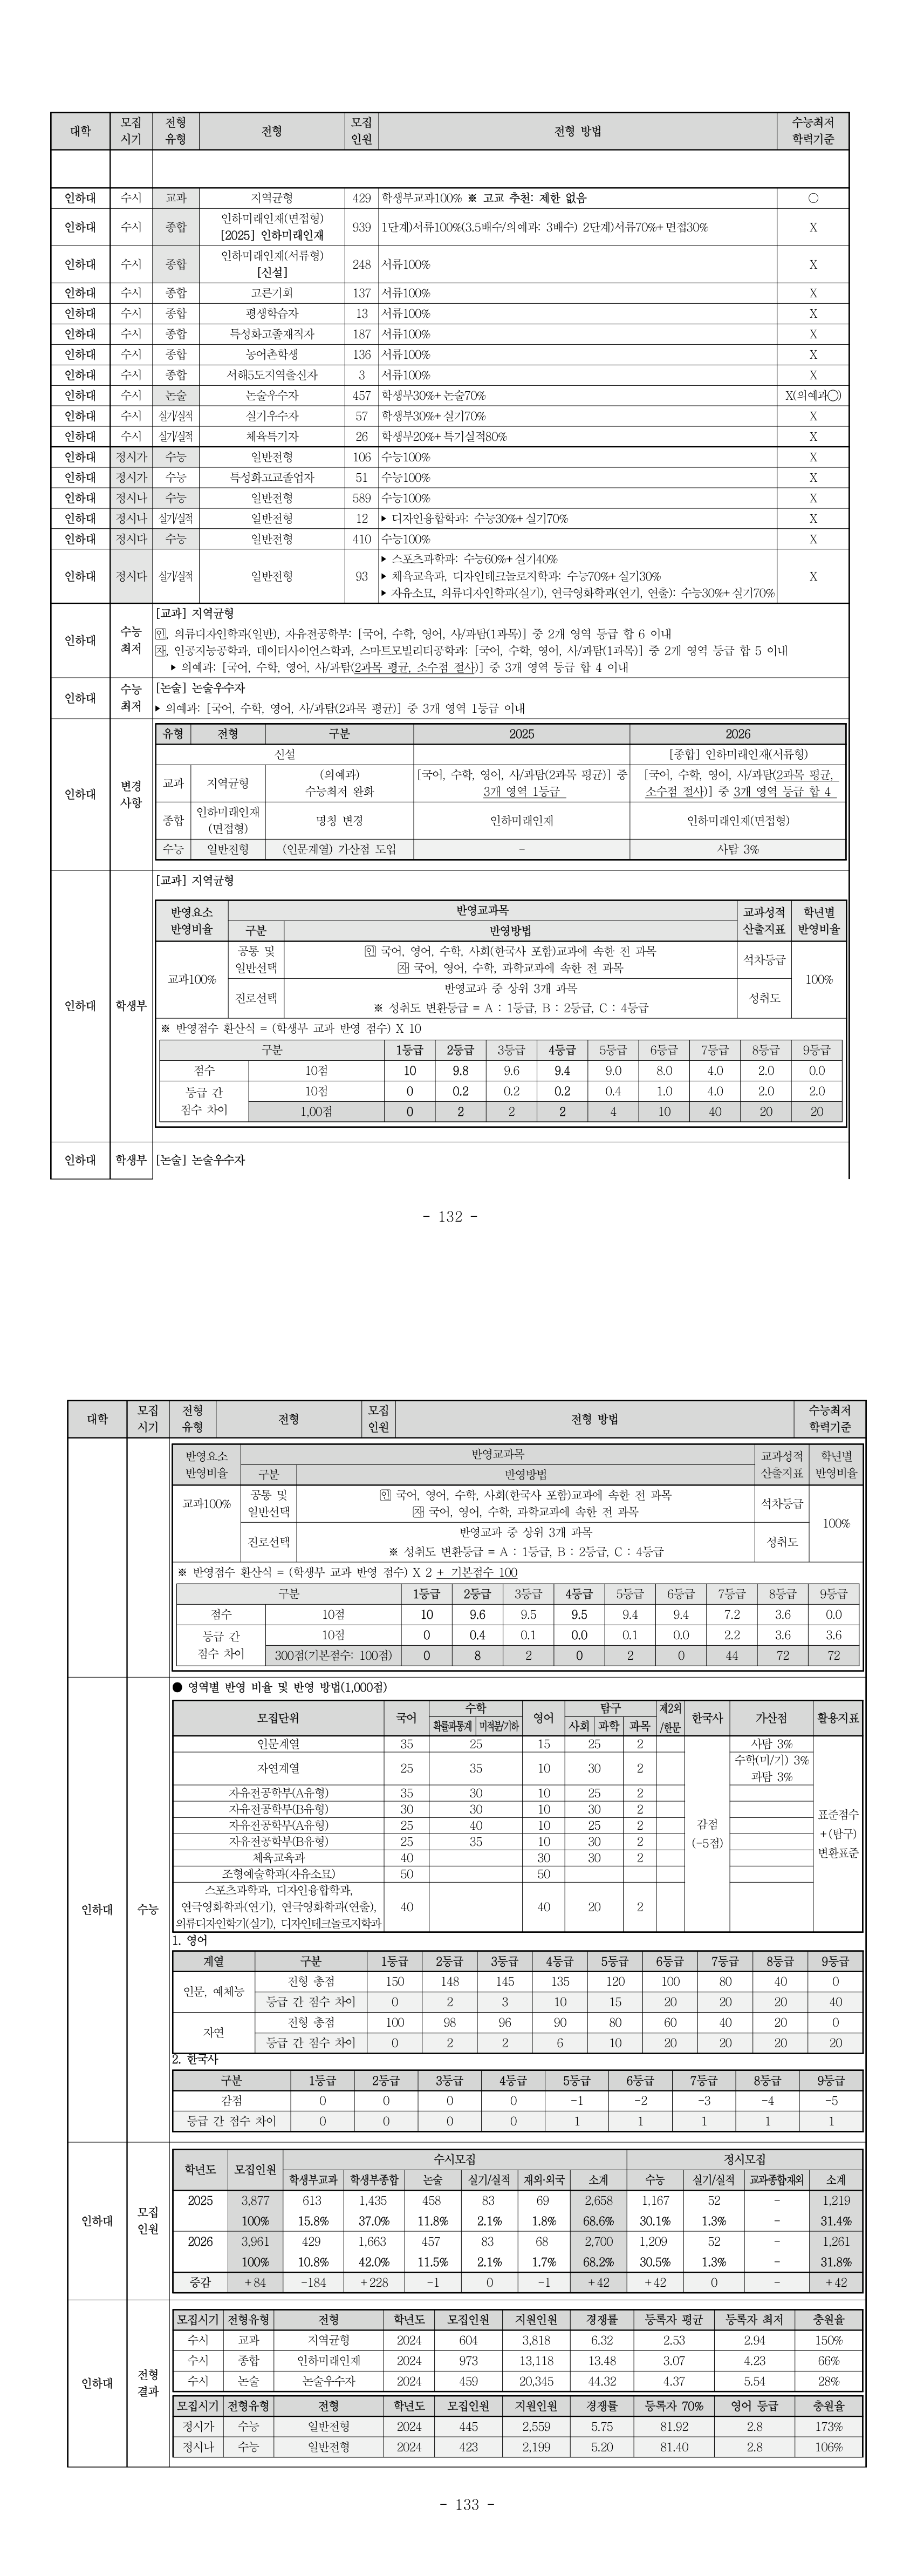 대학 모집시기 전형유형 전형 모집인원 전형 방법 수능최저학력기준
인하대 수시 교과 지역균형 429 학생부교과100% ※ 고교 추천: 제한 없음 ○
인하대 수시 종합 인하미래인재(면접형) [2025] 인하미래인재 939 1단계)서류100%(3.5배수/의예과: 3배수) 2단계)서류70%+면접30% X
인하대 수시 종합 인하미래인재(서류형) [신설] 248 서류100% X
인하대 수시 종합 고른기회 137 서류100% X
인하대 수시 종합 평생학습자 13 서류100% X
인하대 수시 종합 특성화고졸재직자 187 서류100% X
인하대 수시 종합 농어촌학생 136 서류100% X
인하대 수시 종합 서해5도지역출신자 3 서류100% X
인하대 수시 논술 논술우수자 457 학생부30%+논술70% X(의예과○)
인하대 수시 실기/실적 실기우수자 57 학생부30%+실기70% X
인하대 수시 실기/실적 체육특기자 26 학생부20%+특기실적80% X
인하대 정시가 수능 일반전형 106 수능100% X
인하대 정시가 수능 특성화고교졸업자 51 수능100% X
인하대 정시나 수능 일반전형 589 수능100% X
인하대 정시나 실기/실적 일반전형 12 ▶ 디자인융합학과: 수능30%+실기70% X
인하대 정시다 수능 일반전형 410 수능100% X
인하대 정시다 실기/실적 일반전형 93 ▶ 스포츠과학과: 수능60%+실기40%
▶ 체육교육과, 디자인테크놀로지학과: 수능70%+실기30% X
▶ 자유소묘, 의류디자인학과(실기), 연극영화학과(연기, 연출): 수능30%+실기70%
인하대 수능최저 [교과] 지역균형
인, 의류디자인학과(일반), 자유전공학부: [국어, 수학, 영어, 사/과탐(1과목)] 중 2개 영역 등급 합 6 이내
자, 인공지능공학과, 데이터사이언스학과, 스마트모빌리티공학과: [국어, 수학, 영어, 사/과탐(1과목)] 중 2개 영역 등급 합 5 이내
▶ 의예과: [국어, 수학, 영어, 사/과탐(2과목 평균, 소수점 절사)] 중 3개 영역 등급 합 4 이내
인하대 수능최저 [논술] 논술우수자
▶ 의예과: [국어, 수학, 영어, 사/과탐(2과목 평균)] 중 3개 영역 1등급 이내
인하대 변경사항
유형 전형 구분 2025 2026
신설 [종합] 인하미래인재(서류형)
교과 지역균형 (의예과) 수능최저 완화 [국어, 수학, 영어, 사/과탐(2과목 평균)] 중 3개 영역 1등급 [국어, 수학, 영어, 사/과탐(2과목 평균, 소수점 절사)] 중 3개 영역 등급 합 4
종합 인하미래인재(면접형) 명칭 변경 인하미래인재 인하미래인재(면접형)
수능 일반전형 (인문계열) 가산점 도입 - 사탐 3%
인하대 학생부 [교과] 지역균형
반영요소 반영비율 반영교과목 교과성적 산출지표 학년별 반영비율
구분 반영방법
교과100% 공통 및 일반선택 인 국어, 영어, 수학, 사회(한국사 포함)교과에 속한 전 과목
자 국어, 영어, 수학, 과학교과에 속한 전 과목 석차등급 100%
진로선택 반영교과 중 상위 3개 과목
※ 성취도 변환등급 = A : 1등급, B : 2등급, C : 4등급 성취도
※ 반영점수 환산식 = (학생부 교과 반영 점수) X 10
구분 1등급 2등급 3등급 4등급 5등급 6등급 7등급 8등급 9등급
점수 10점 10 9.8 9.6 9.4 9.0 8.0 4.0 2.0 0.0
등급 간 점수 차이 10점 0 0.2 0.2 0.2 0.4 1.0 4.0 2.0 2.0
1,00점 0 2 2 2 4 10 40 20 20
인하대 학생부 [논술] 논술우수자
- 132 -
대학 모집시기 전형유형 전형 모집인원 전형 방법 수능최저학력기준
반영요소 반영비율 반영교과목 교과성적 산출지표 학년별 반영비율
구분 반영방법
교과100% 공통 및 일반선택 인 국어, 영어, 수학, 사회(한국사 포함)교과에 속한 전 과목
자 국어, 영어, 수학, 과학교과에 속한 전 과목 석차등급 100%
진로선택 반영교과 중 상위 3개 과목
※ 성취도 변환등급 = A : 1등급, B : 2등급, C : 4등급 성취도
※ 반영점수 환산식 = (학생부 교과 반영 점수) X 2 + 기본점수 100
구분 1등급 2등급 3등급 4등급 5등급 6등급 7등급 8등급 9등급
점수 10점 10 9.6 9.5 9.5 9.4 9.4 7.2 3.6 0.0
등급 간 점수 차이 10점 0 0.4 0.1 0.0 0.1 0.0 2.2 3.6 3.6
300점(기본점수: 100점) 0 8 2 0 2 0 44 72 72
인하대 수능
● 영역별 반영 비율 및 반영 방법(1,000점)
모집단위 국어 수학 영어 탐구 제2외/한문 한국사 가산점 활용지표
확률과통계 미적분/기하 사회 과학 과목
인문계열 35 25 15 25 2 사탐 3%
자연계열 25 35 10 30 2 수학(미/기) 3% 과탐 3%
자유전공학부(A유형) 35 30 10 25 2
자유전공학부(B유형) 30 30 10 30 2
자유전공학부(A유형) 25 40 10 25 2
자유전공학부(B유형) 25 35 10 30 2
체육교육과 40 30 30 2
조형예술학과(자유소묘) 50 50
스포츠과학과, 디자인융합학과,
연극영화학과(연기), 연극영화학과(연출), 40 40 20 2
의류디자인학기(실기), 디자인테크놀로지학과
감점 (-5점)
표준점수 +(탐구) 변환표준
1. 영어
계열 구분 1등급 2등급 3등급 4등급 5등급 6등급 7등급 8등급 9등급
인문, 예체능 전형 총점 150 148 145 135 120 100 80 40 0
등급 간 점수 차이 0 2 3 10 15 20 20 20 40
자연 전형 총점 100 98 96 90 80 60 40 20 0
등급 간 점수 차이 0 2 2 6 10 20 20 20 20
2. 한국사
구분 1등급 2등급 3등급 4등급 5등급 6등급 7등급 8등급 9등급
감점 0 0 0 0 -1 -2 -3 -4 -5
등급 간 점수 차이 0 0 0 0 1 1 1 1 1
인하대 모집인원
학년도 모집인원 수시모집 정시모집
학생부교과 학생부종합 논술 실기/실적 재외·외국 소계 수능 실기/실적 교과종합재외 소계
2025 3,877 613 1,435 458 83 69 2,658 1,167 52 - 1,219
100% 15.8% 37.0% 11.8% 2.1% 1.8% 68.6% 30.1% 1.3% - 31.4%
2026 3,961 429 1,663 457 83 68 2,700 1,209 52 - 1,261
100% 10.8% 42.0% 11.5% 2.1% 1.7% 68.2% 30.5% 1.3% - 31.8%
증감 +84 -184 +228 -1 0 -1 +42 +42 0 - +42
인하대 전형결과
모집시기 전형유형 전형 학년도 모집인원 지원인원 경쟁률 등록자 평균 등록자 최저 충원율
수시 교과 지역균형 2024 604 3,818 6.32 2.53 2.94 150%
수시 종합 인하미래인재 2024 973 13,118 13.48 3.07 4.23 66%
수시 논술 논술우수자 2024 459 20,345 44.32 4.37 5.54 28%
모집시기 전형유형 전형 학년도 모집인원 지원인원 경쟁률 등록자 70% 영어 등급 충원율
정시가 수능 일반전형 2024 445 2,559 5.75 81.92 2.8 173%
정시나 수능 일반전형 2024 423 2,199 5.20 81.40 2.8 106%
- 133 -